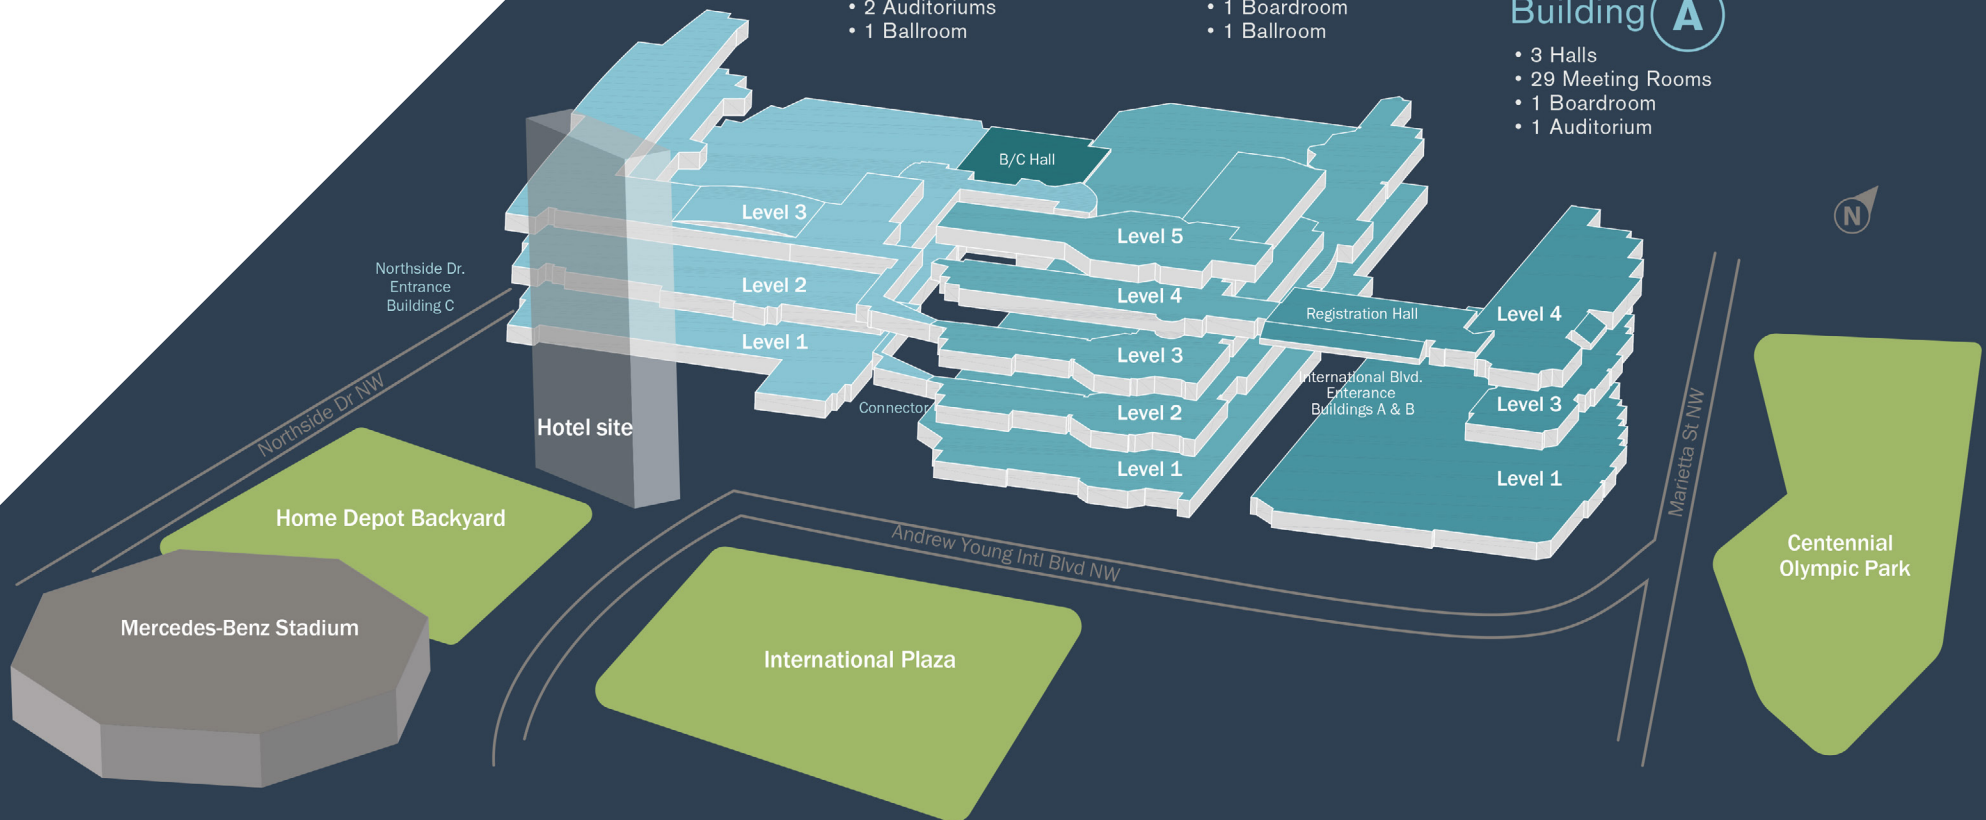 • 2 Auditoriums
• 1 Ballroom
• 1 Boardroom
• 1 Ballroom
Building A
• 3 Halls
• 29 Meeting Rooms
• 1 Boardroom
• 1 Auditorium
B/C Hall
N
Level 3
Level 2
Level 1
Level 5
Level 4
Level 3
Level 2
Level 1
Registration Hall
Level 4
Level 3
Level 1
Northside Dr.
Entrance
Building C
International Blvd.
Enterance
Buildings A & B
Connector
Hotel site
Northside Dr NW
Marietta St NW
Andrew Young Intl Blvd NW
Home Depot Backyard
Mercedes-Benz Stadium
International Plaza
Centennial
Olympic Park